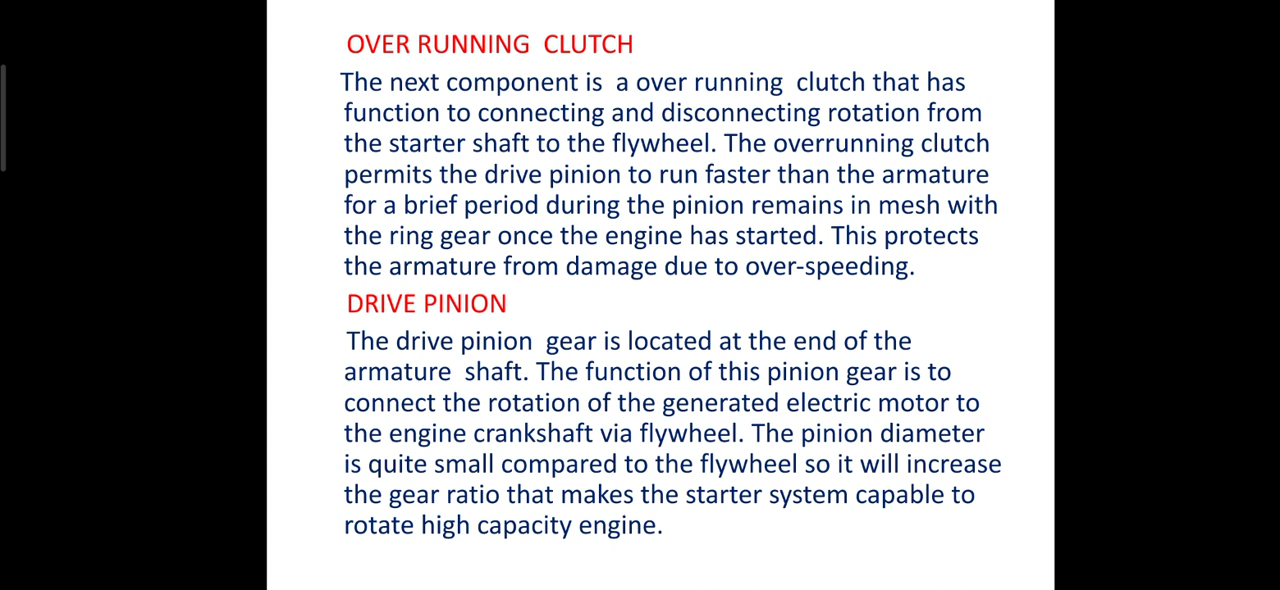 OVER RUNNING  CLUTCH
The next component is  a over running  clutch that has
function to connecting and disconnecting rotation from
the starter shaft to the flywheel. The overrunning clutch
permits the drive pinion to run faster than the armature
for a brief period during the pinion remains in mesh with
the ring gear once the engine has started. This protects
the armature from damage due to over-speeding.
DRIVE PINION
The drive pinion  gear is located at the end of the
armature  shaft. The function of this pinion gear is to
connect the rotation of the generated electric motor to
the engine crankshaft via flywheel. The pinion diameter
is quite small compared to the flywheel so it will increase
the gear ratio that makes the starter system capable to
rotate high capacity engine.